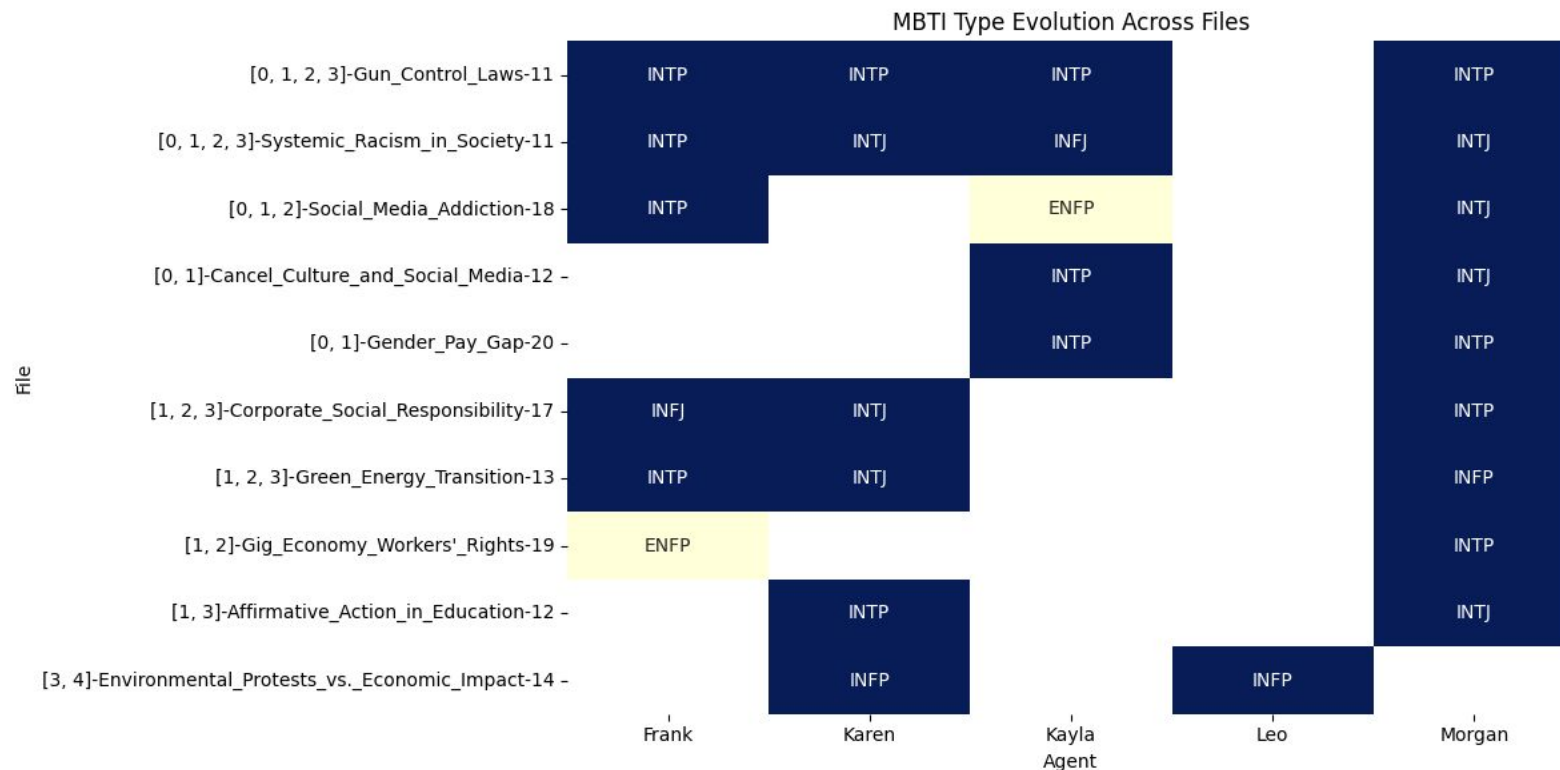 MBTI Type Evolution Across Files
[0, 1, 2, 3]-Gun_Control_Laws-11 INTP INTP INTP INTP
[0, 1, 2, 3]-Systemic_Racism_in_Society-11 INTP INTJ INFJ INTJ
[0, 1, 2]-Social_Media_Addiction-18 INTP ENFP INTJ
[0, 1]-Cancel_Culture_and_Social_Media-12 INTP INTJ
[0, 1]-Gender_Pay_Gap-20 INTP INTP
File
[1, 2, 3]-Corporate_Social_Responsibility-17 INFJ INTJ INTP
[1, 2, 3]-Green_Energy_Transition-13 INTP INTJ INFP
[1, 2]-Gig_Economy_Workers'_Rights-19 ENFP INTP
[1, 3]-Affirmative_Action_in_Education-12 INTP INTJ
[3, 4]-Environmental_Protests_vs._Economic_Impact-14 INFP INFP
Frank Karen Kayla Leo Morgan
Agent